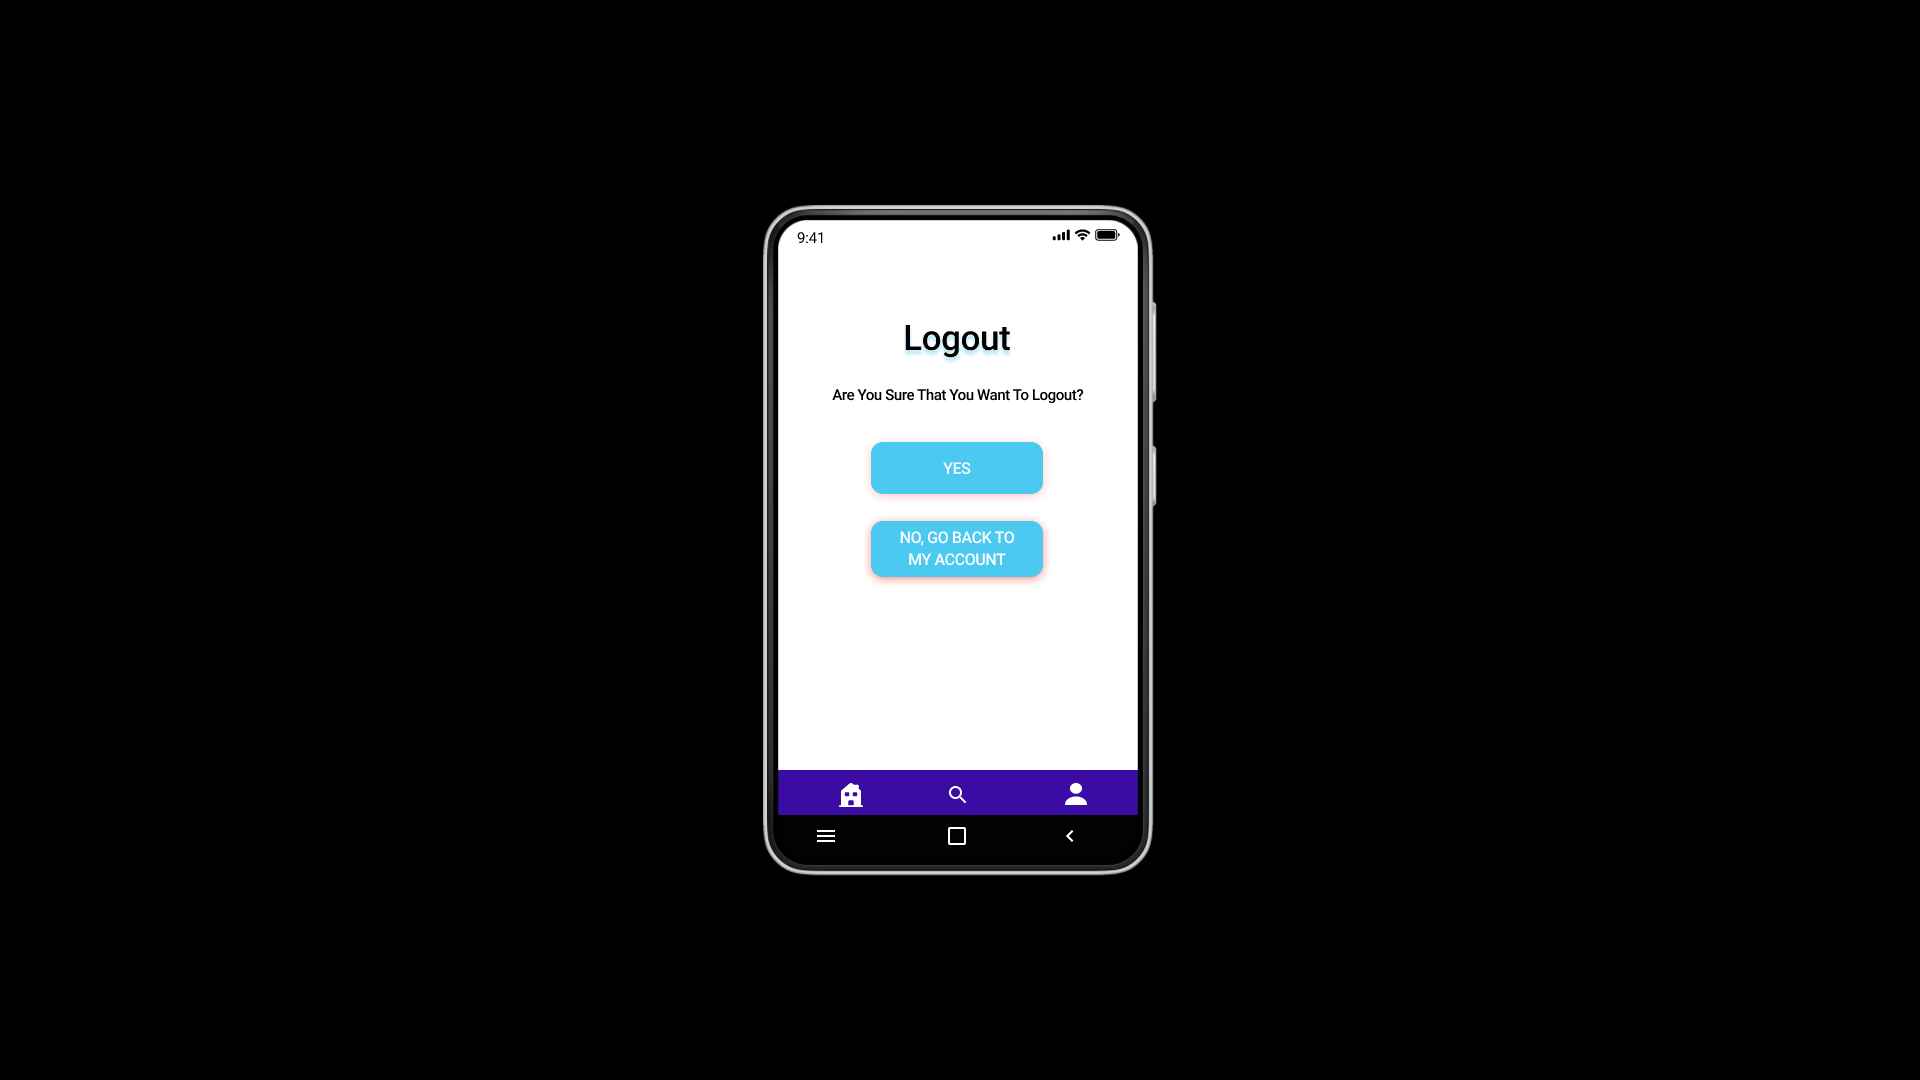 9:41
Logout
Are You Sure That You Want To Logout?
YES
NO, GO BACK TO
MY ACCOUNT